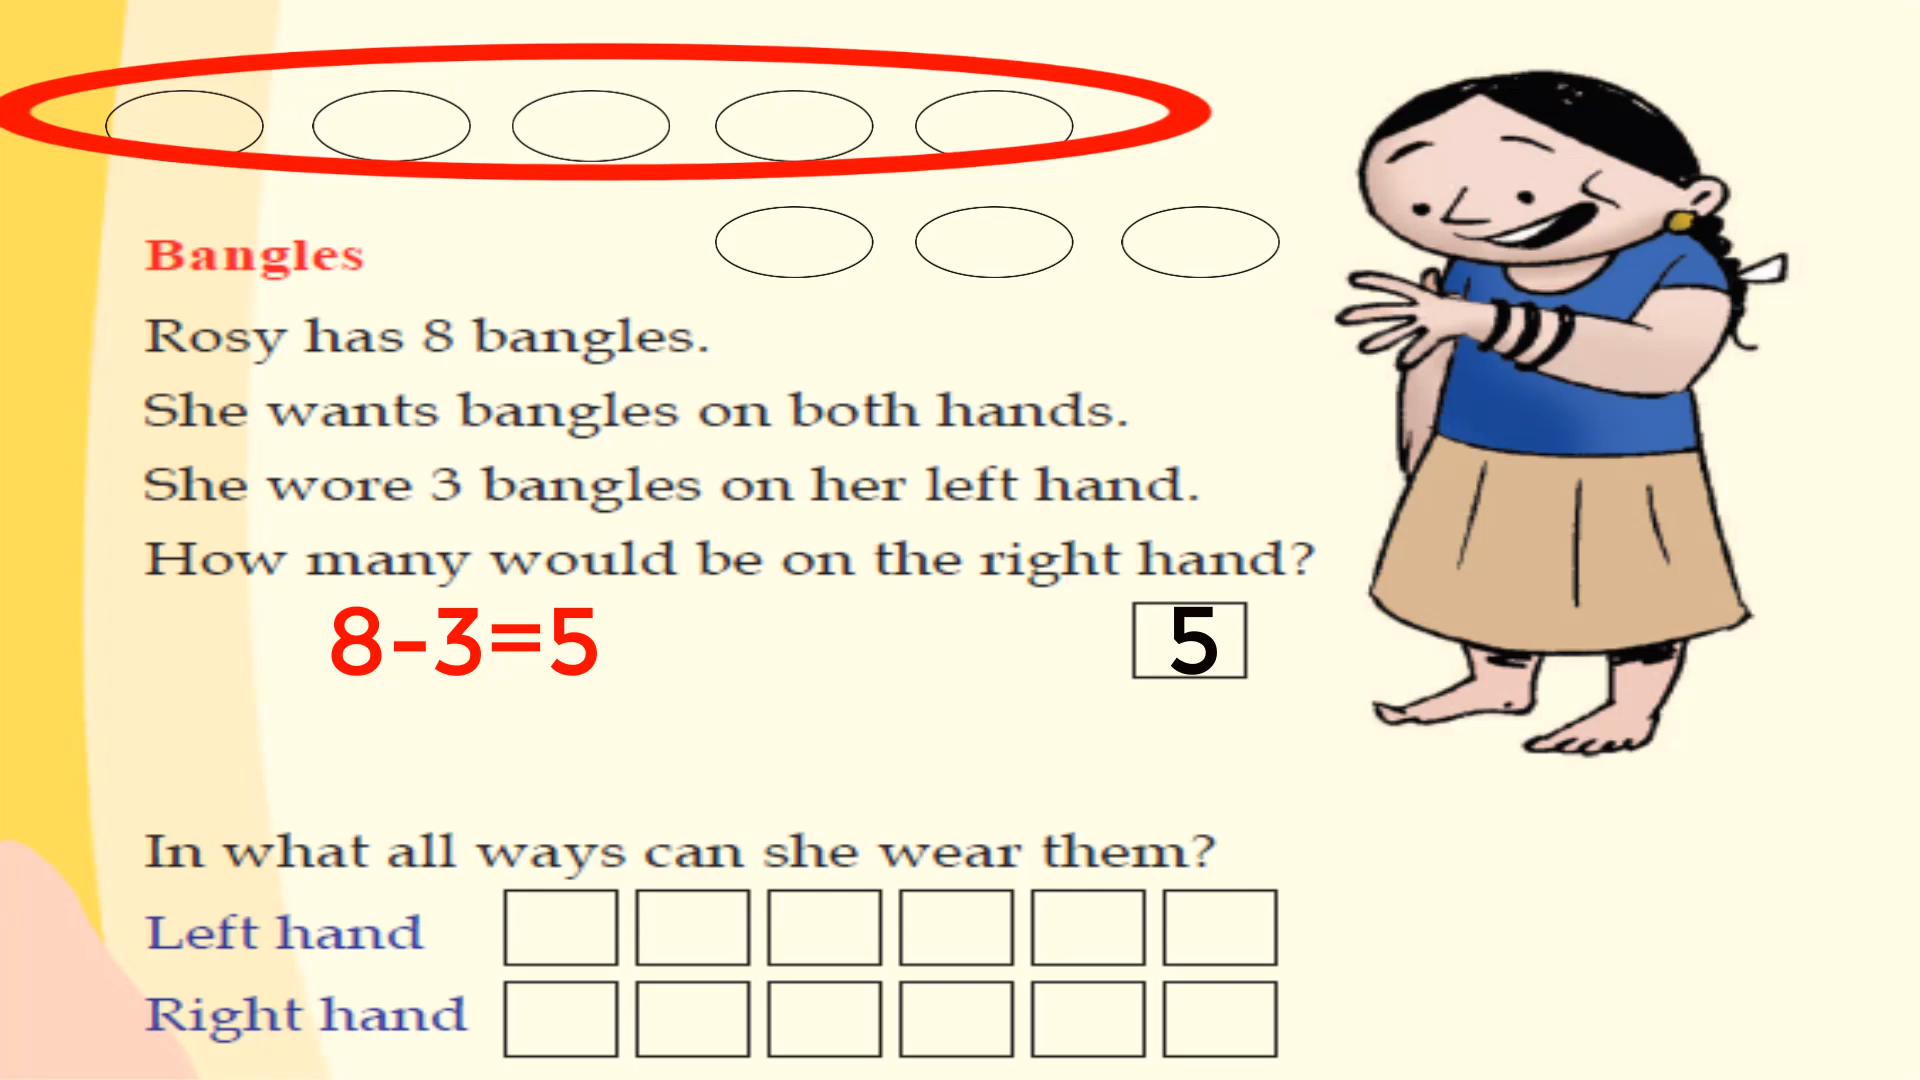 Bangles
Rosy has 8 bangles.
She wants bangles on both hands.
She wore 3 bangles on her left hand.
How many would be on the right hand?
8-3=5
5
In what all ways can she wear them?
Left hand
Right hand